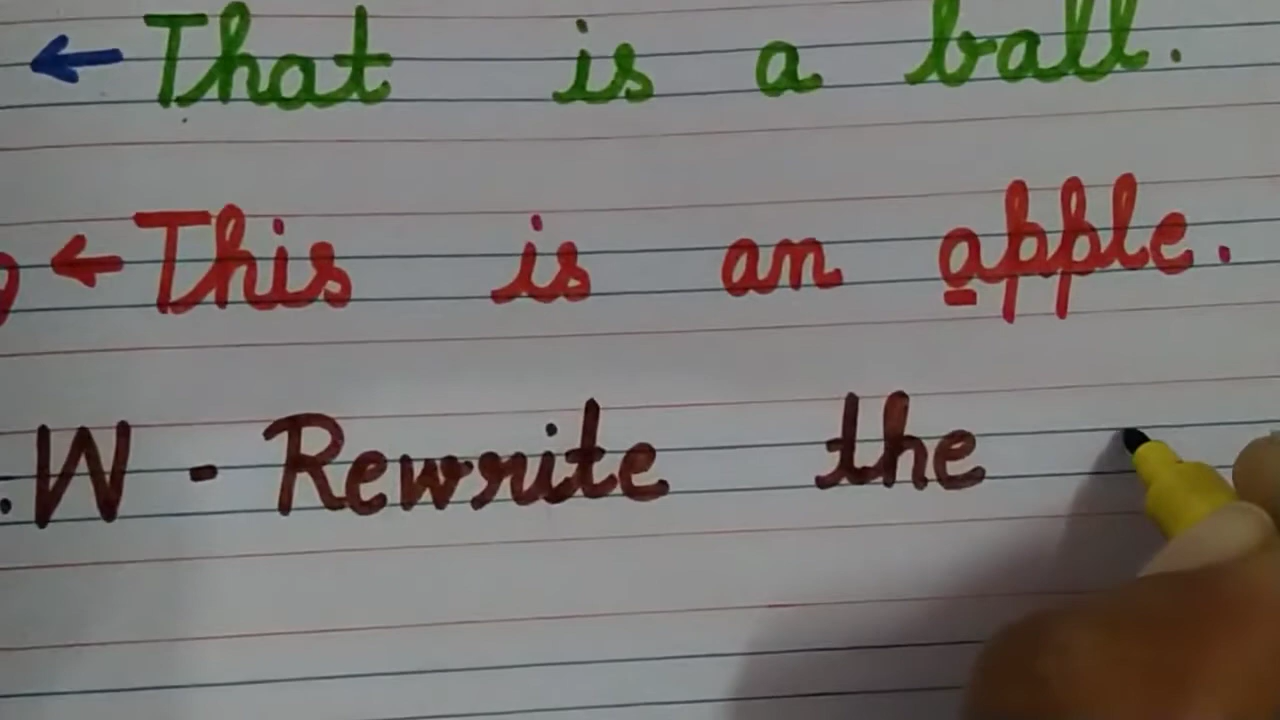 ← That is a ball.
← This is an apple.
.W - Rewrite the